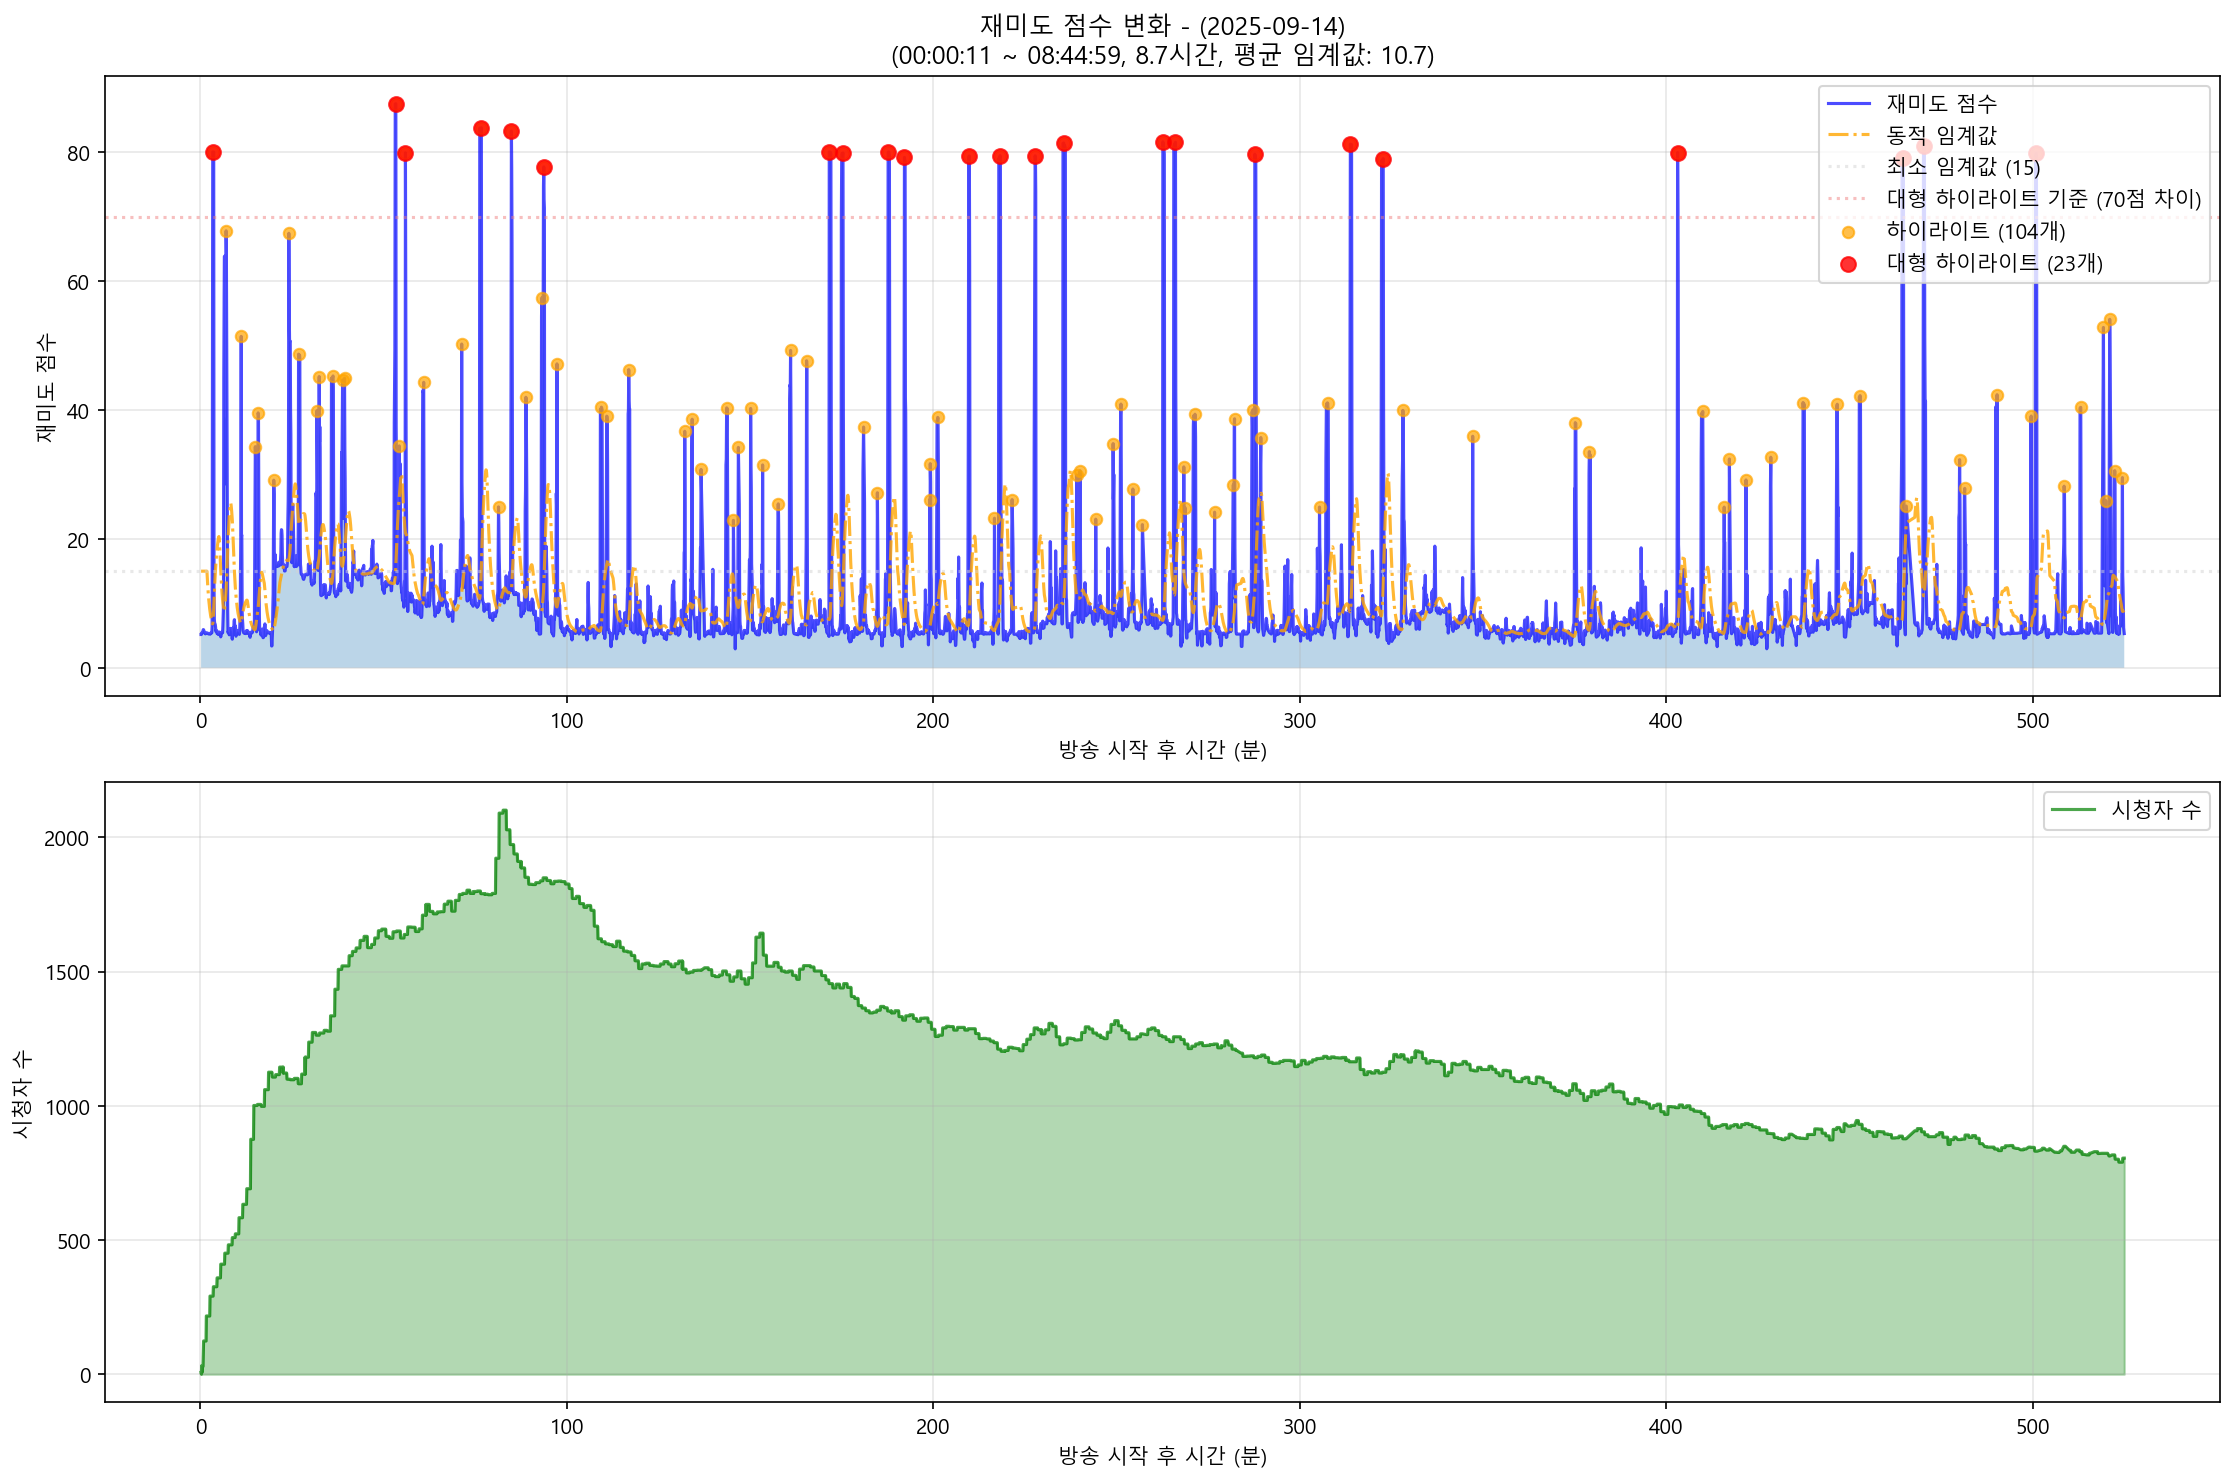 재미도 점수 변화 - (2025-09-14)
(00:00:11 ~ 08:44:59, 8.7시간, 평균 임계값: 10.7)
재미도 점수
동적 임계값
최소 임계값 (15)
대형 하이라이트 기준 (70점 차이)
하이라이트 (104개)
대형 하이라이트 (23개)
재미도 점수
80
60
40
20
0
0 100 200 300 400 500
방송 시작 후 시간 (분)
시청자 수
시청자 수
2000
1500
1000
500
0
0 100 200 300 400 500
방송 시작 후 시간 (분)